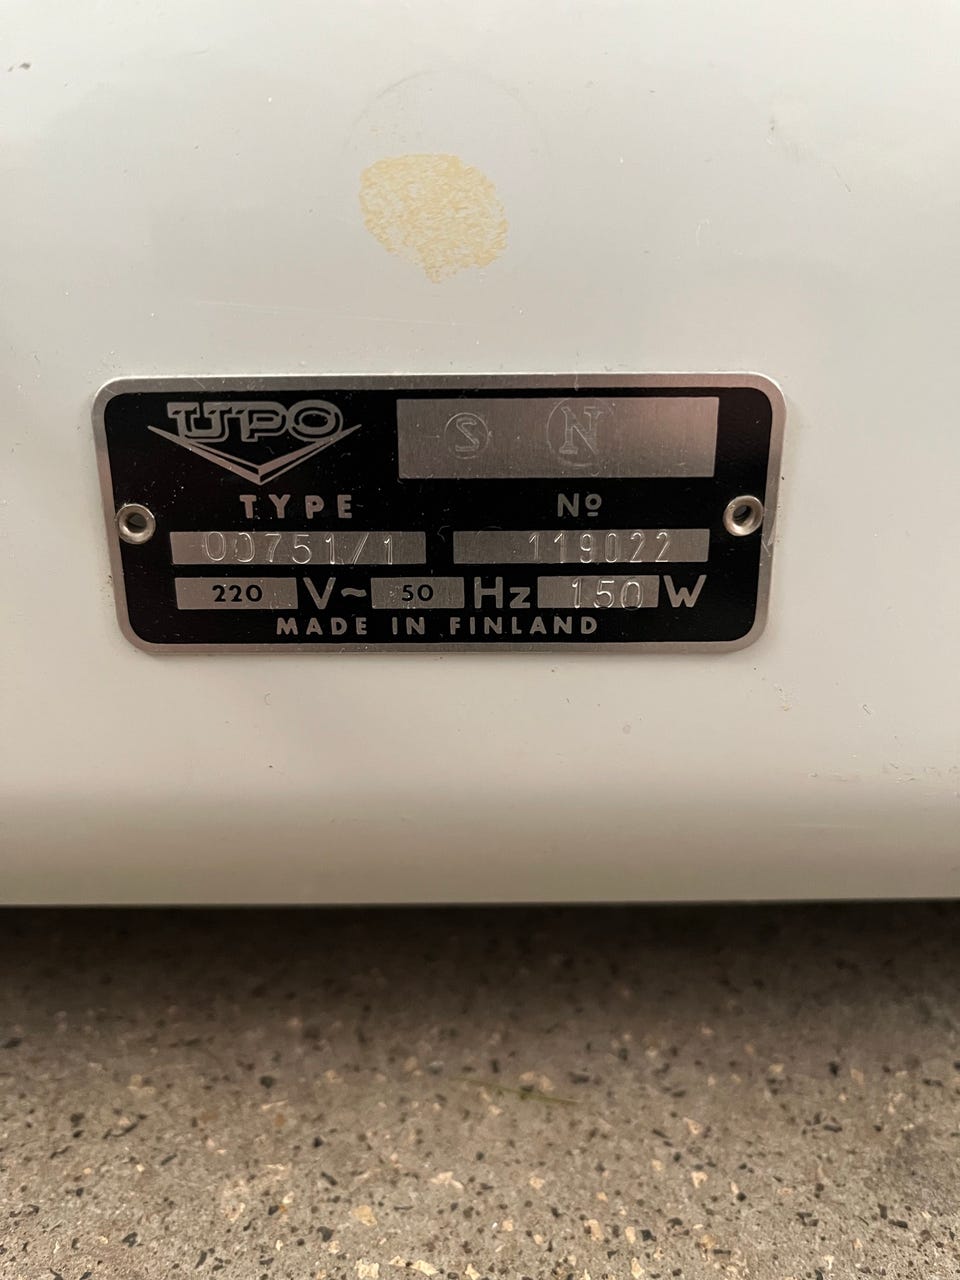 UPO
S N
TYPE Nº
00751/1 119022
220 V~ 50 Hz 150 W
MADE IN FINLAND